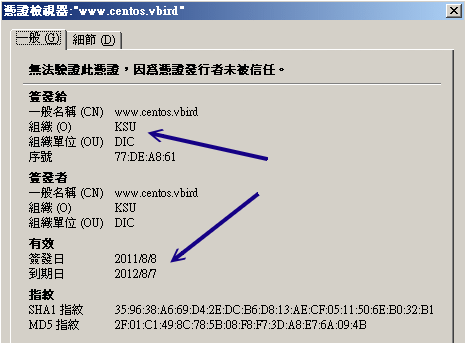 憑證檢視器:"www.centos.vbird"
一般 (G) 細節 (D)
無法驗證此憑證，因為憑證發行者未被信任。
簽發給
一般名稱 (CN) www.centos.vbird
組織 (O) KSU
組織單位 (OU) DIC
序號 77:DE:A8:61
簽發者
一般名稱 (CN) www.centos.vbird
組織 (O) KSU
組織單位 (OU) DIC
有效
簽發日 2011/8/8
到期日 2012/8/7
指紋
SHA1 指紋 35:96:38:A6:69:D4:2E:DC:B6:D8:13:AE:CF:05:11:50:6E:B0:32:B1
MD5 指紋 2F:01:C1:49:8C:78:5B:08:F8:F7:3D:A8:E7:6A:09:4B